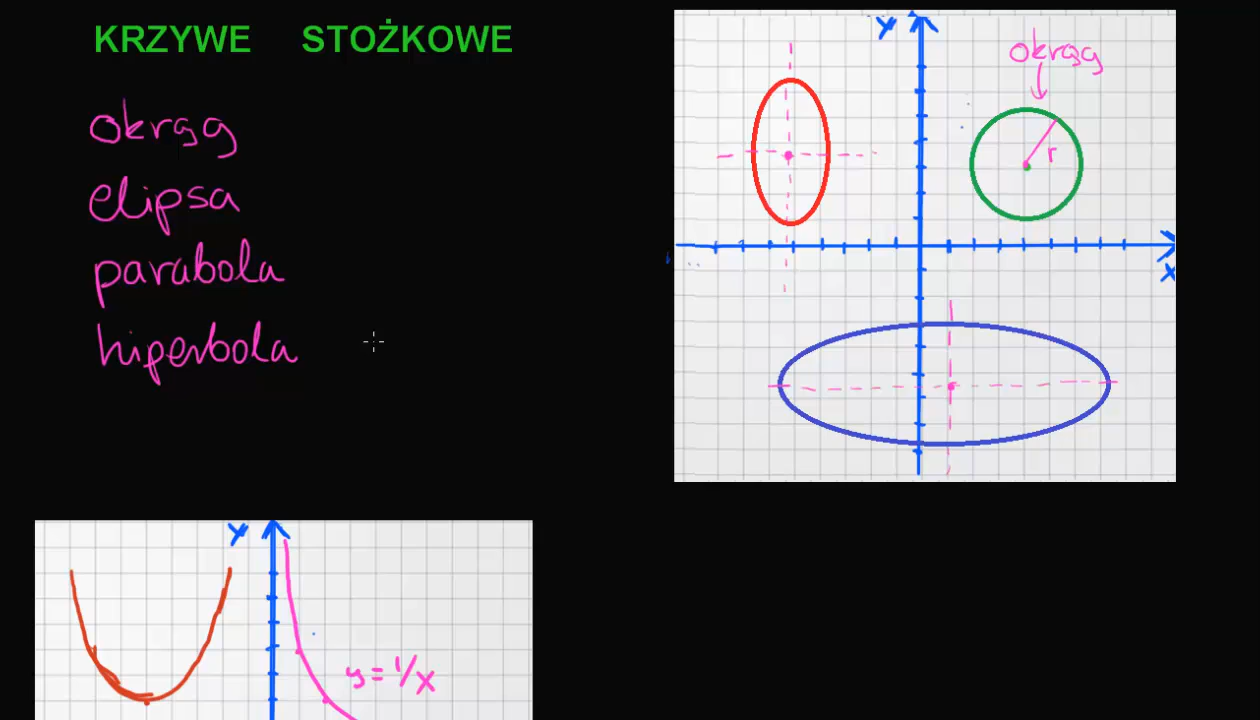 KRZYWE STOŻKOWE
okrąg
elipsa
parabola
hiperbola
y
okrąg
r
x
y
y = 1/x